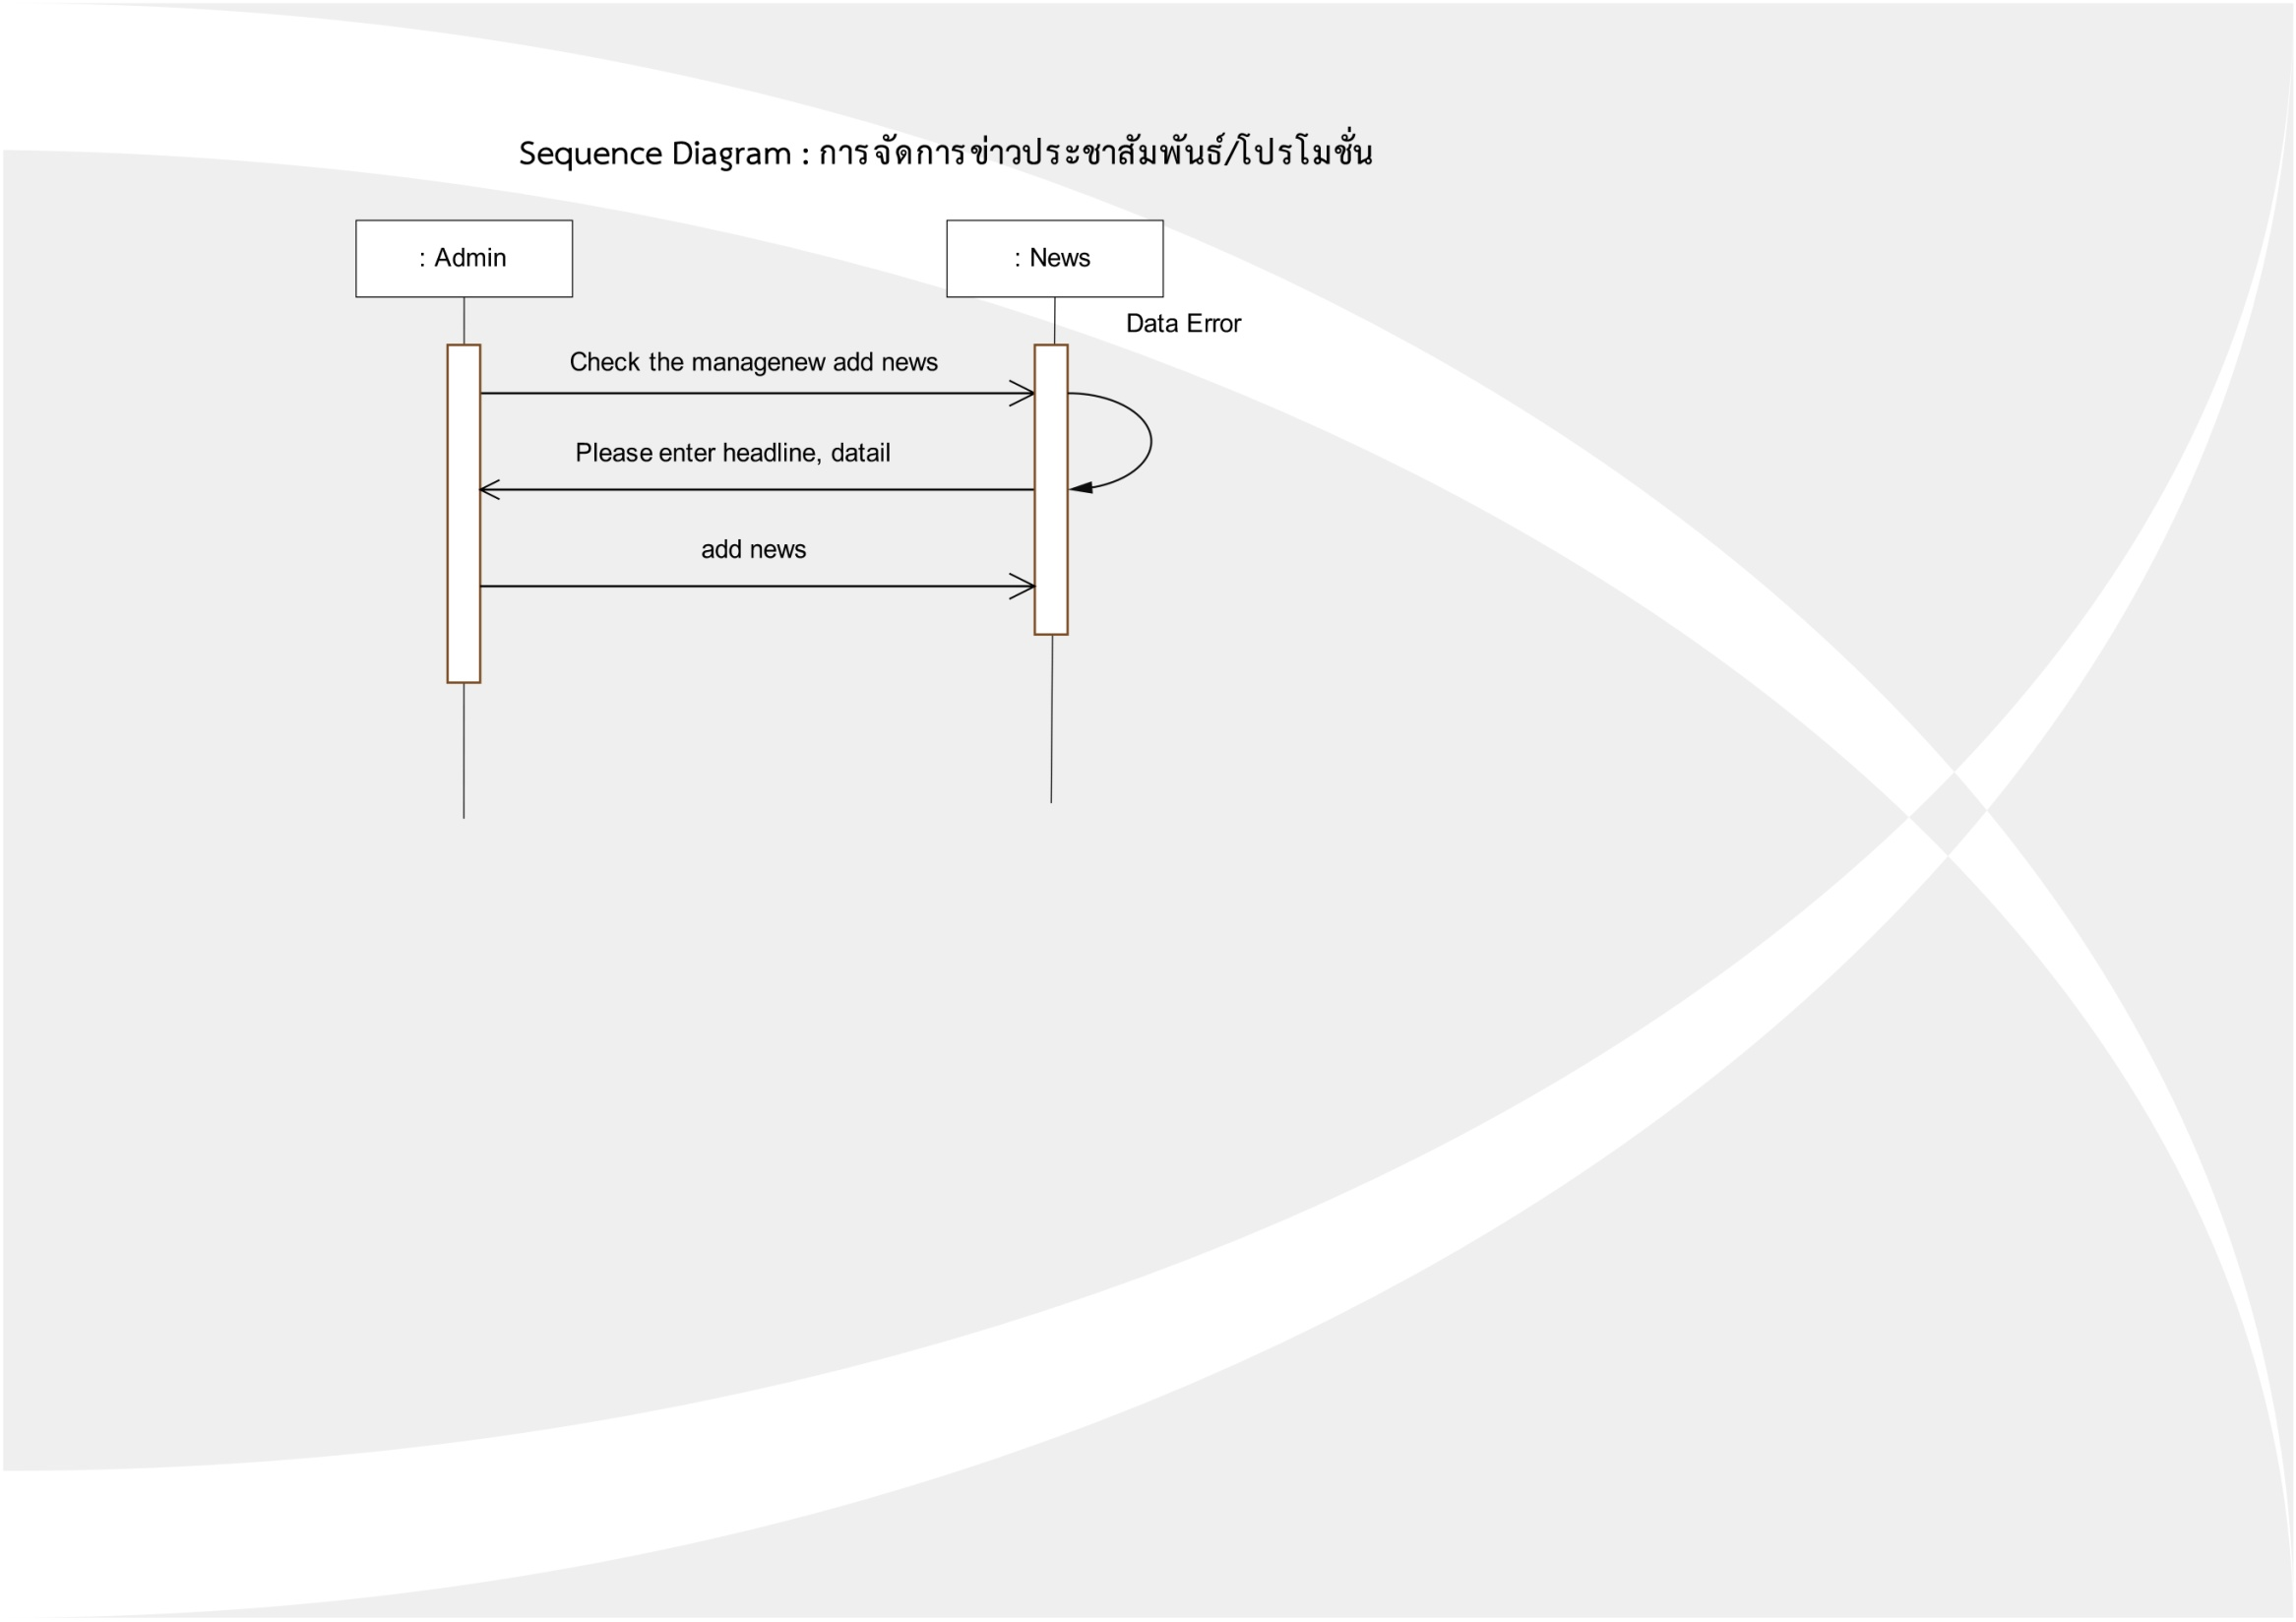 Sequence Diagram : การจัดการข่าวประชาสัมพันธ์/โปรโมชั่น
: Admin
: News
Data Error
Check the managenew add news
Please enter headline, datail
add news